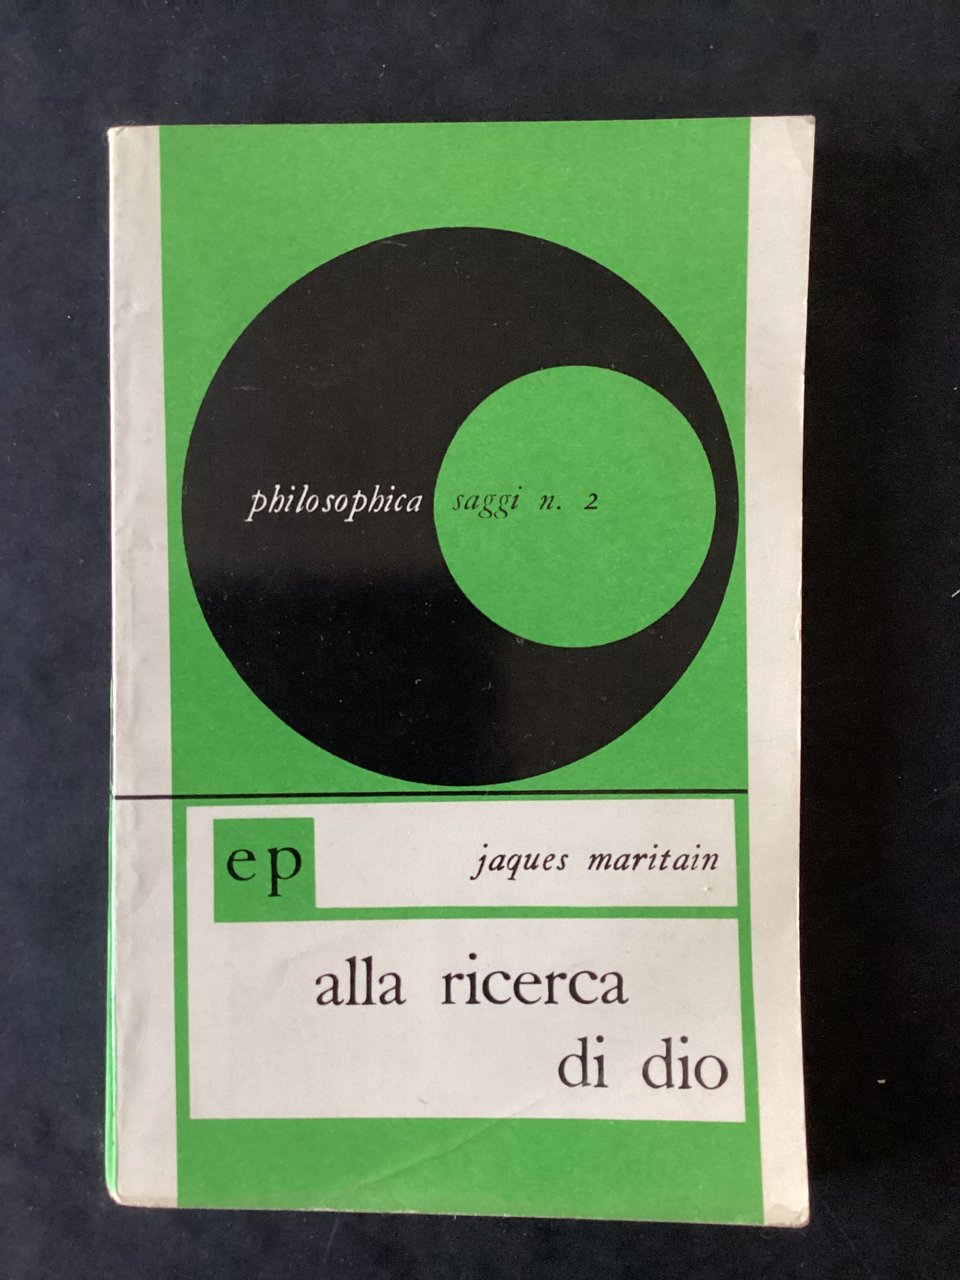 philosophica saggi n. 2
ep
jaques maritain
alla ricerca
di dio